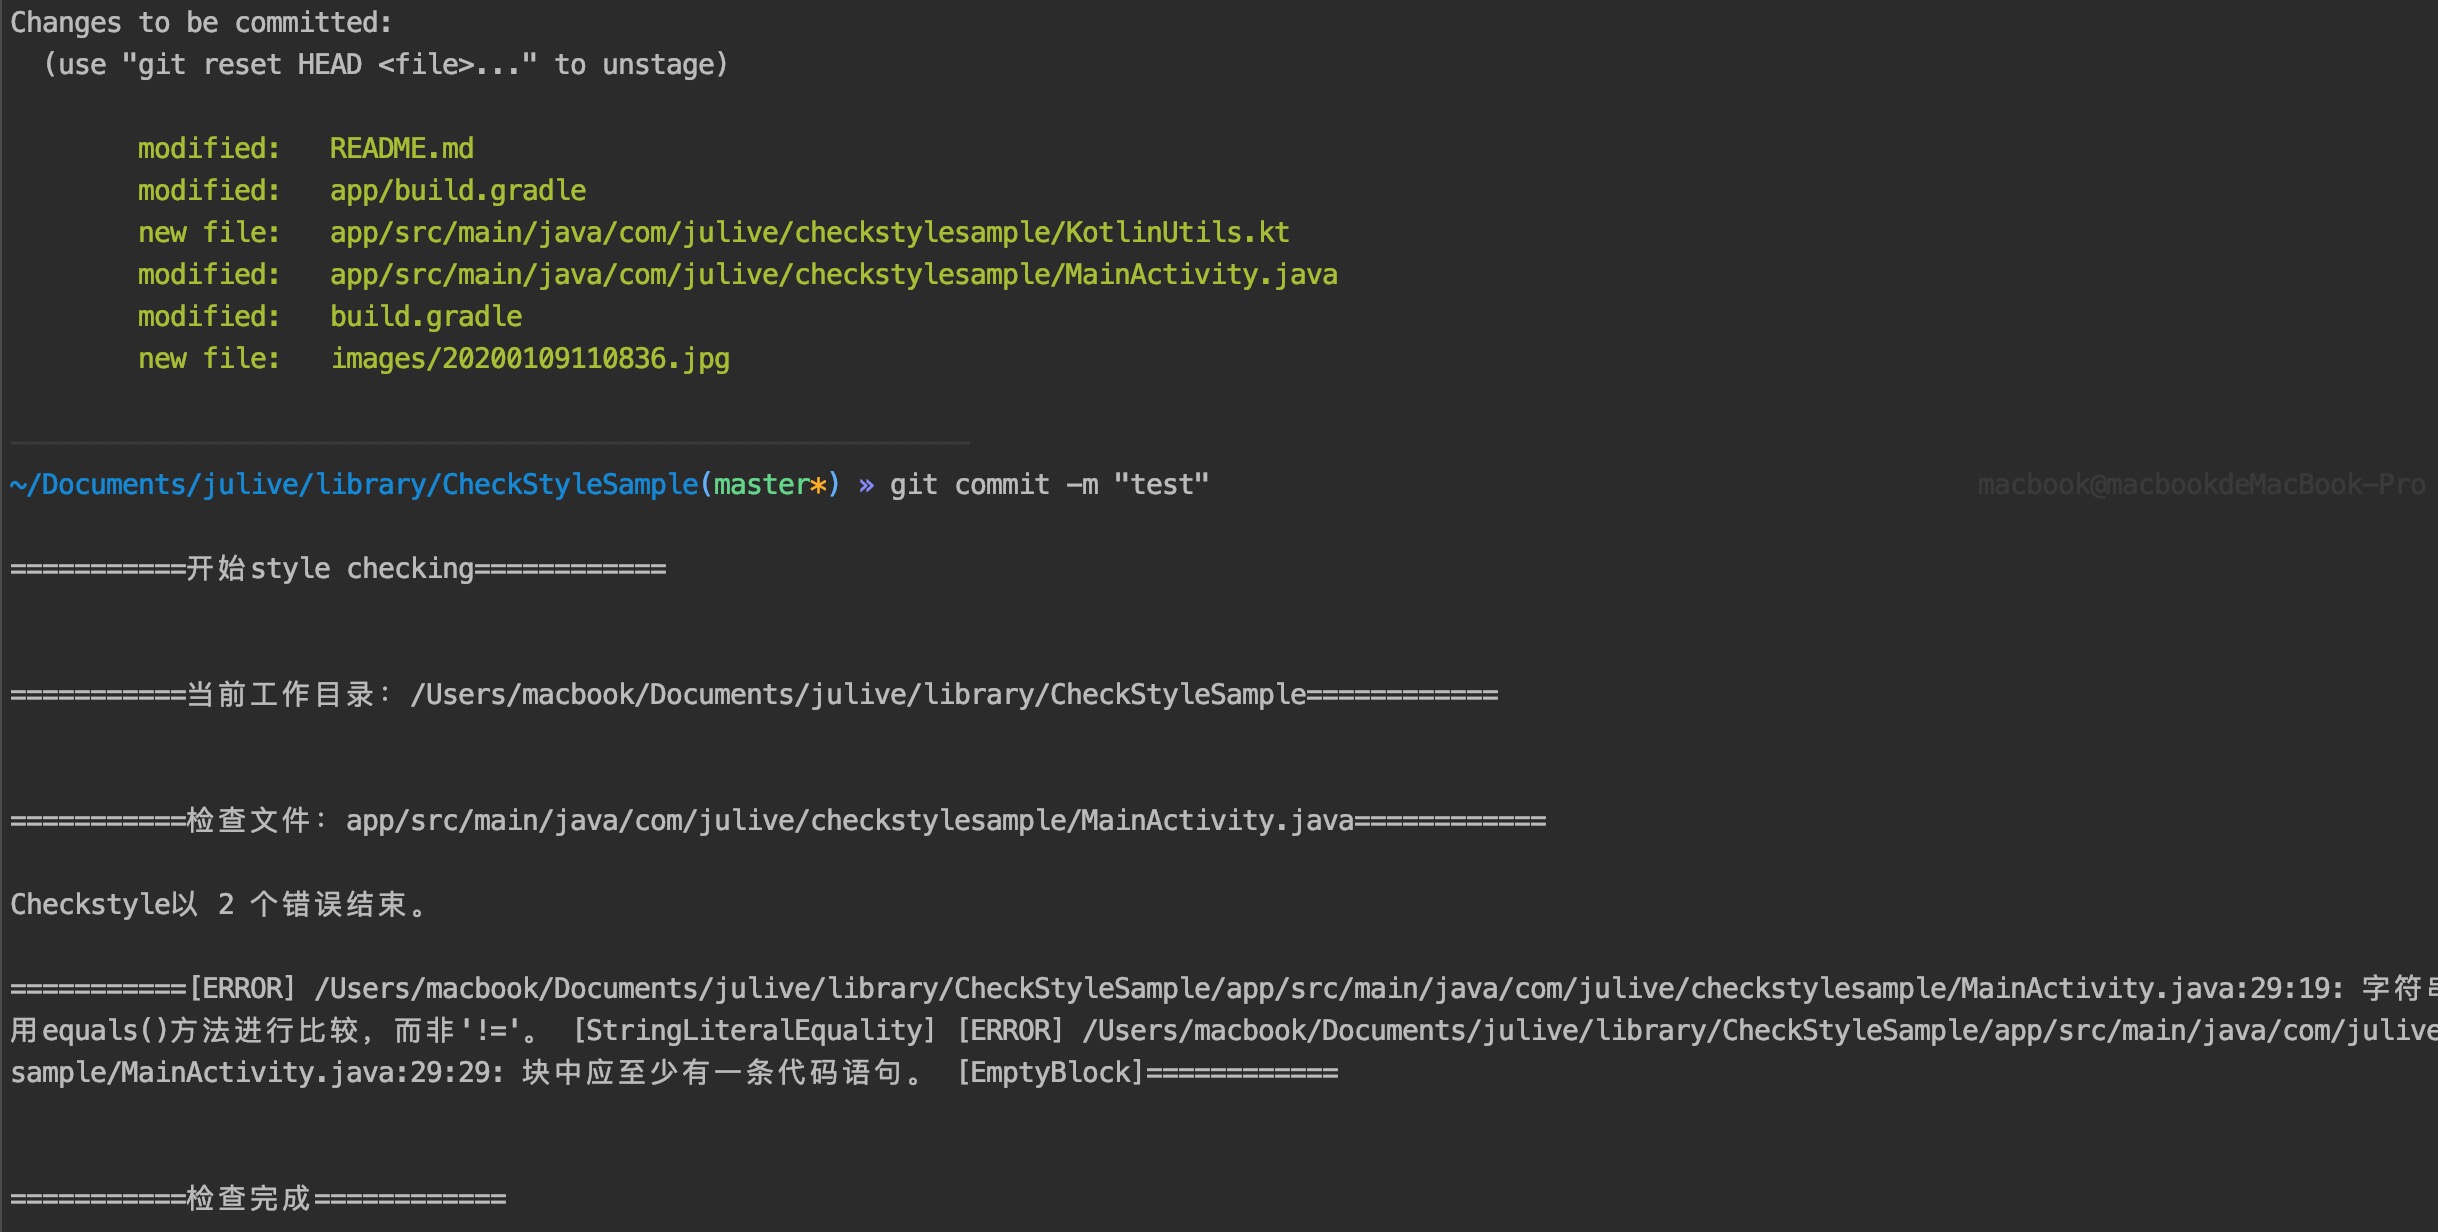 Changes to be committed:
(use "git reset HEAD <file>..." to unstage)
modified: README.md
modified: app/build.gradle
new file: app/src/main/java/com/julive/checkstylesample/KotlinUtils.kt
modified: app/src/main/java/com/julive/checkstylesample/MainActivity.java
modified: build.gradle
new file: images/20200109110836.jpg
~/Documents/julive/library/CheckStyleSample(master*) » git commit -m "test" macbook@macbookdeMacBook-Pro
===========开始style checking============
===========当前工作目录：/Users/macbook/Documents/julive/library/CheckStyleSample============
===========检查文件：app/src/main/java/com/julive/checkstylesample/MainActivity.java============
Checkstyle以 2 个错误结束。
===========[ERROR] /Users/macbook/Documents/julive/library/CheckStyleSample/app/src/main/java/com/julive/checkstylesample/MainActivity.java:29:19: 字符
用equals()方法进行比较，而非'!='。 [StringLiteralEquality] [ERROR] /Users/macbook/Documents/julive/library/CheckStyleSample/app/src/main/java/com/julive
sample/MainActivity.java:29:29: 块中应至少有一条代码语句。 [EmptyBlock]============
===========检查完成============